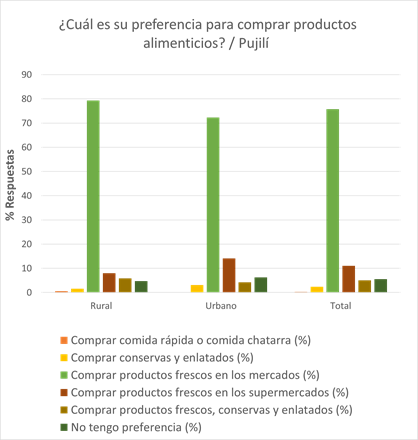 ¿Cuál es su preferencia para comprar productos
alimenticios? / Pujilí
90
80
70
60
50
40
30
20
10
0
% Respuestas
Rural
Urbano
Total
Comprar comida rápida o comida chatarra (%)
Comprar conservas y enlatados (%)
Comprar productos frescos en los mercados (%)
Comprar productos frescos en los supermercados (%)
Comprar productos frescos, conservas y enlatados (%)
No tengo preferencia (%)